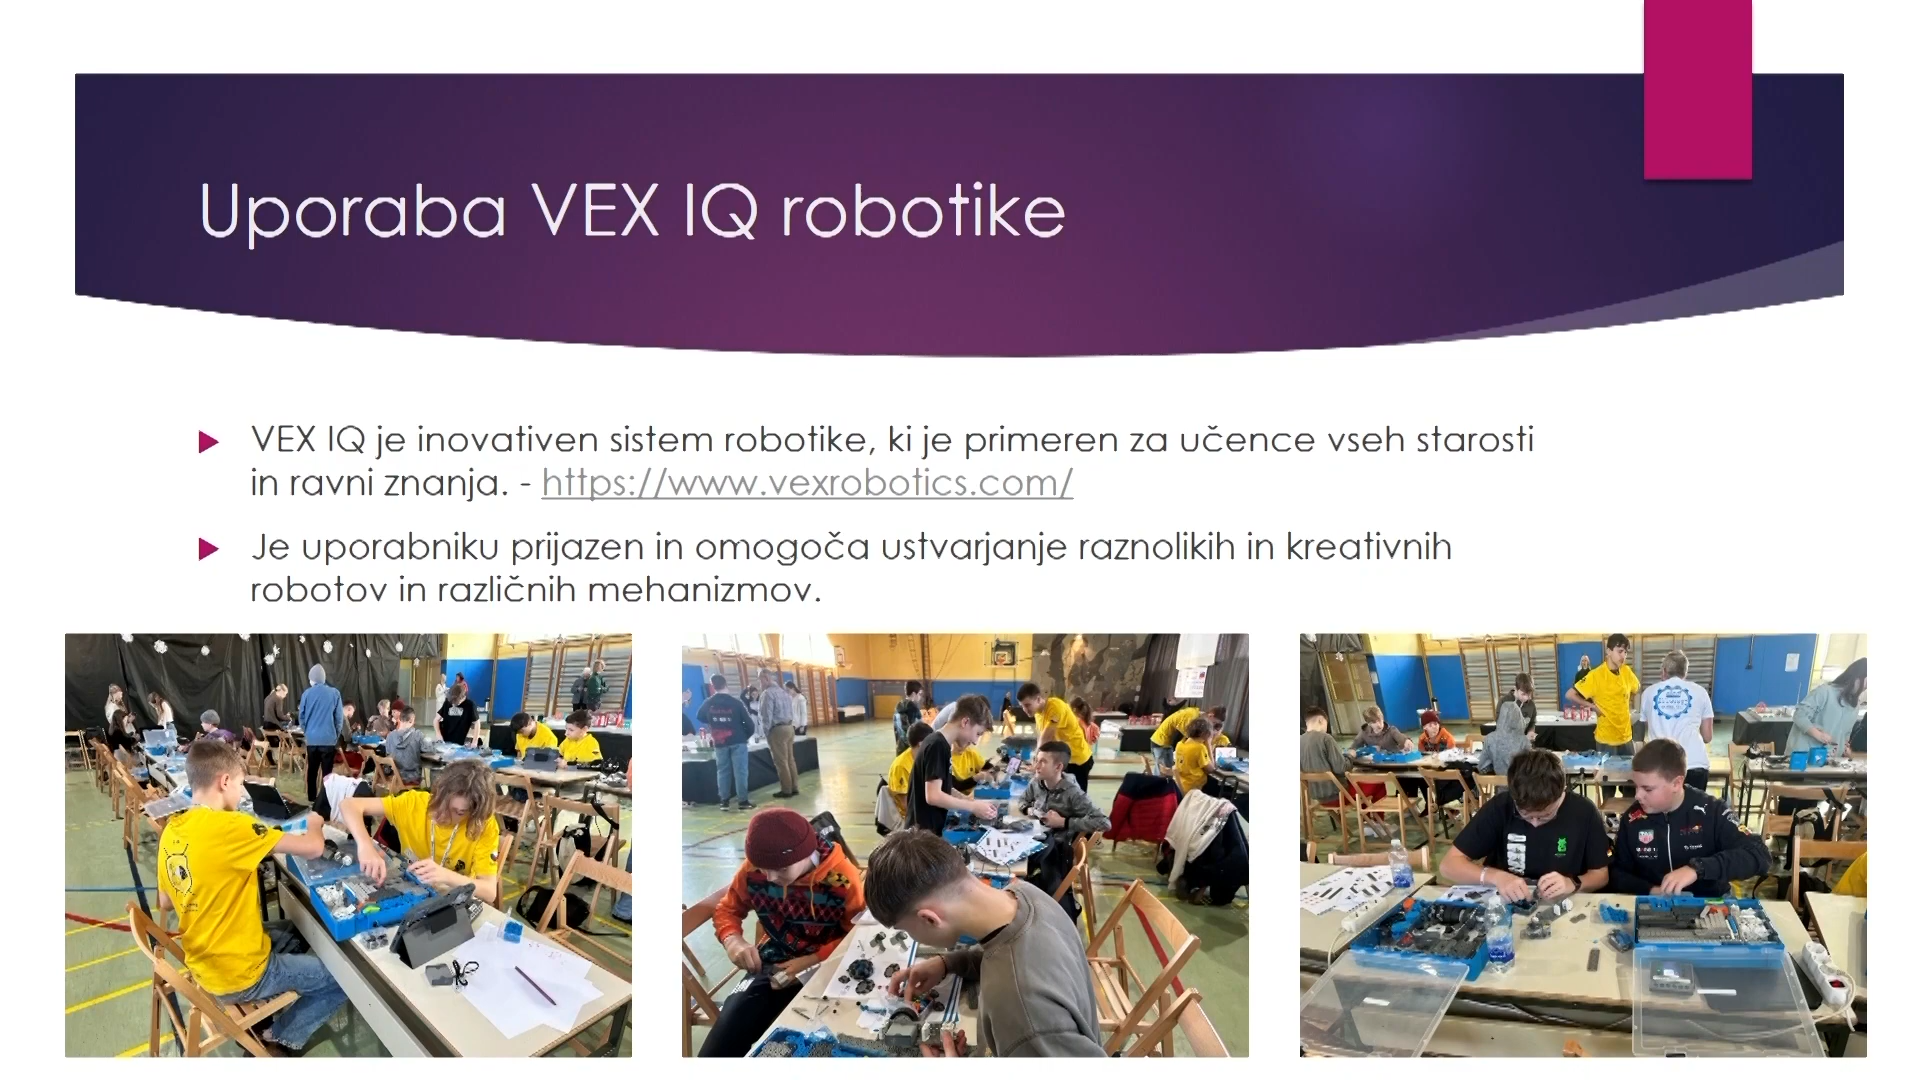 Uporaba VEX IQ robotike
VEX IQ je inovativen sistem robotike, ki je primeren za učence vseh starosti
in ravni znanja. - https://www.vexrobotics.com/
Je uporabniku prijazen in omogoča ustvarjanje raznolikih in kreativnih
robotov in različnih mehanizmov.